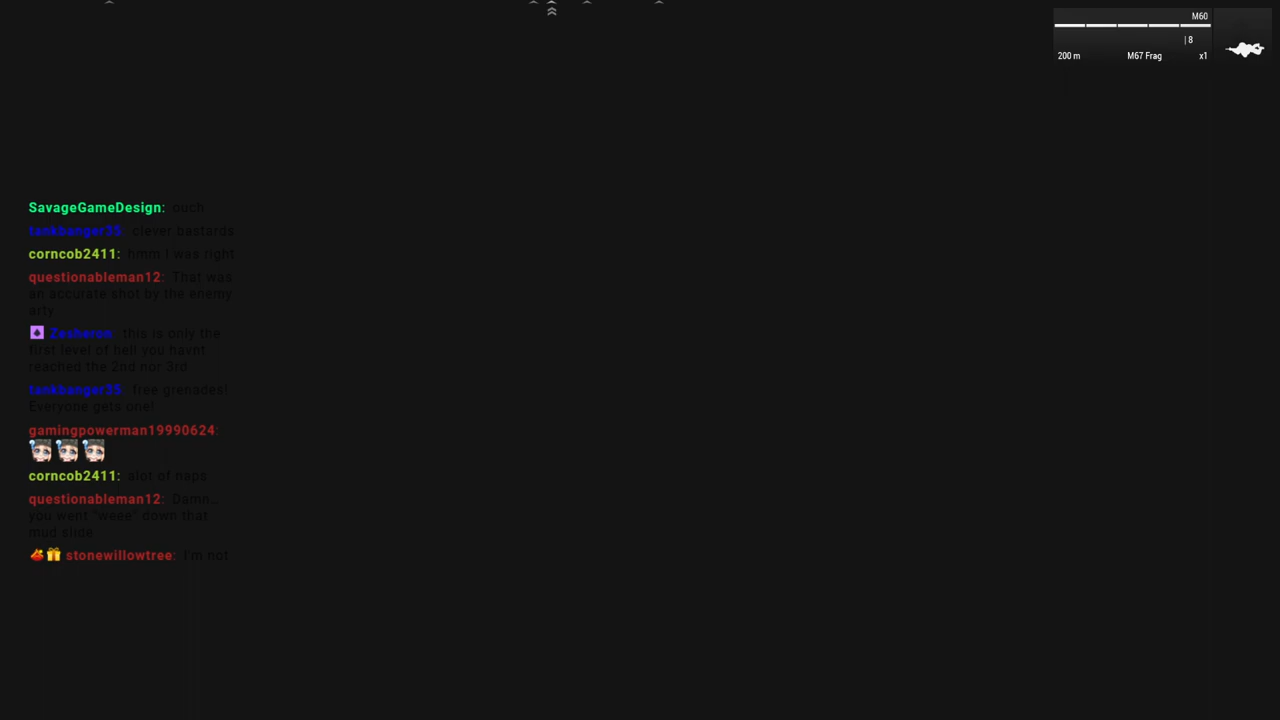 M60
| 8
200 m M67 Frag x1
SavageGameDesign: ouch
tankbanger35: clever bastards
corncob2411: hmm I was right
questionableman12: That was
an accurate shot by the enemy
arty
Zesheron: this is only the
first level of hell you havnt
reached the 2nd nor 3rd
tankbanger35: free grenades!
Everyone gets one!
gamingpowerman19990624:
corncob2411: alot of naps
questionableman12: Damn..
you went "weee" down that
mud slide
stonewillowtree: I'm not